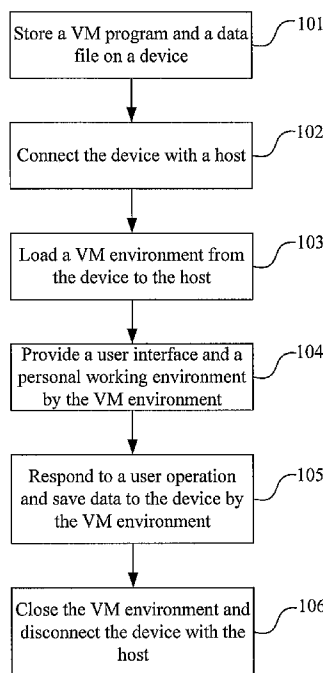 Store a VM program and a data
file on a device
101
Connect the device with a host
102
Load a VM environment from
the device to the host
103
Provide a user interface and a
personal working environment
by the VM environment
104
Respond to a user operation
and save data to the device by
the VM environment
105
Close the VM environment and
disconnect the device with the
host
106